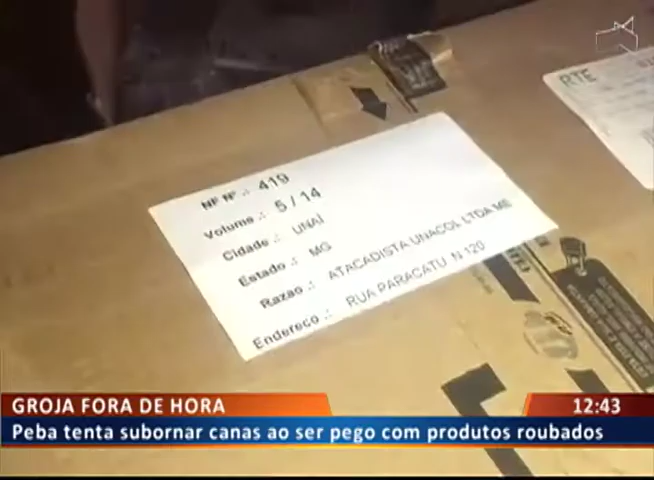 RTE
NF Nº .: 419
Volume .: 5 / 14
Cidade .: UNAÍ
Estado .: MG
Razao .: ATACADISTA UNACOL LTDA ME
Endereco .: RUA PARACATU N 120
GROJA FORA DE HORA
12:43
Peba tenta subornar canas ao ser pego com produtos roubados